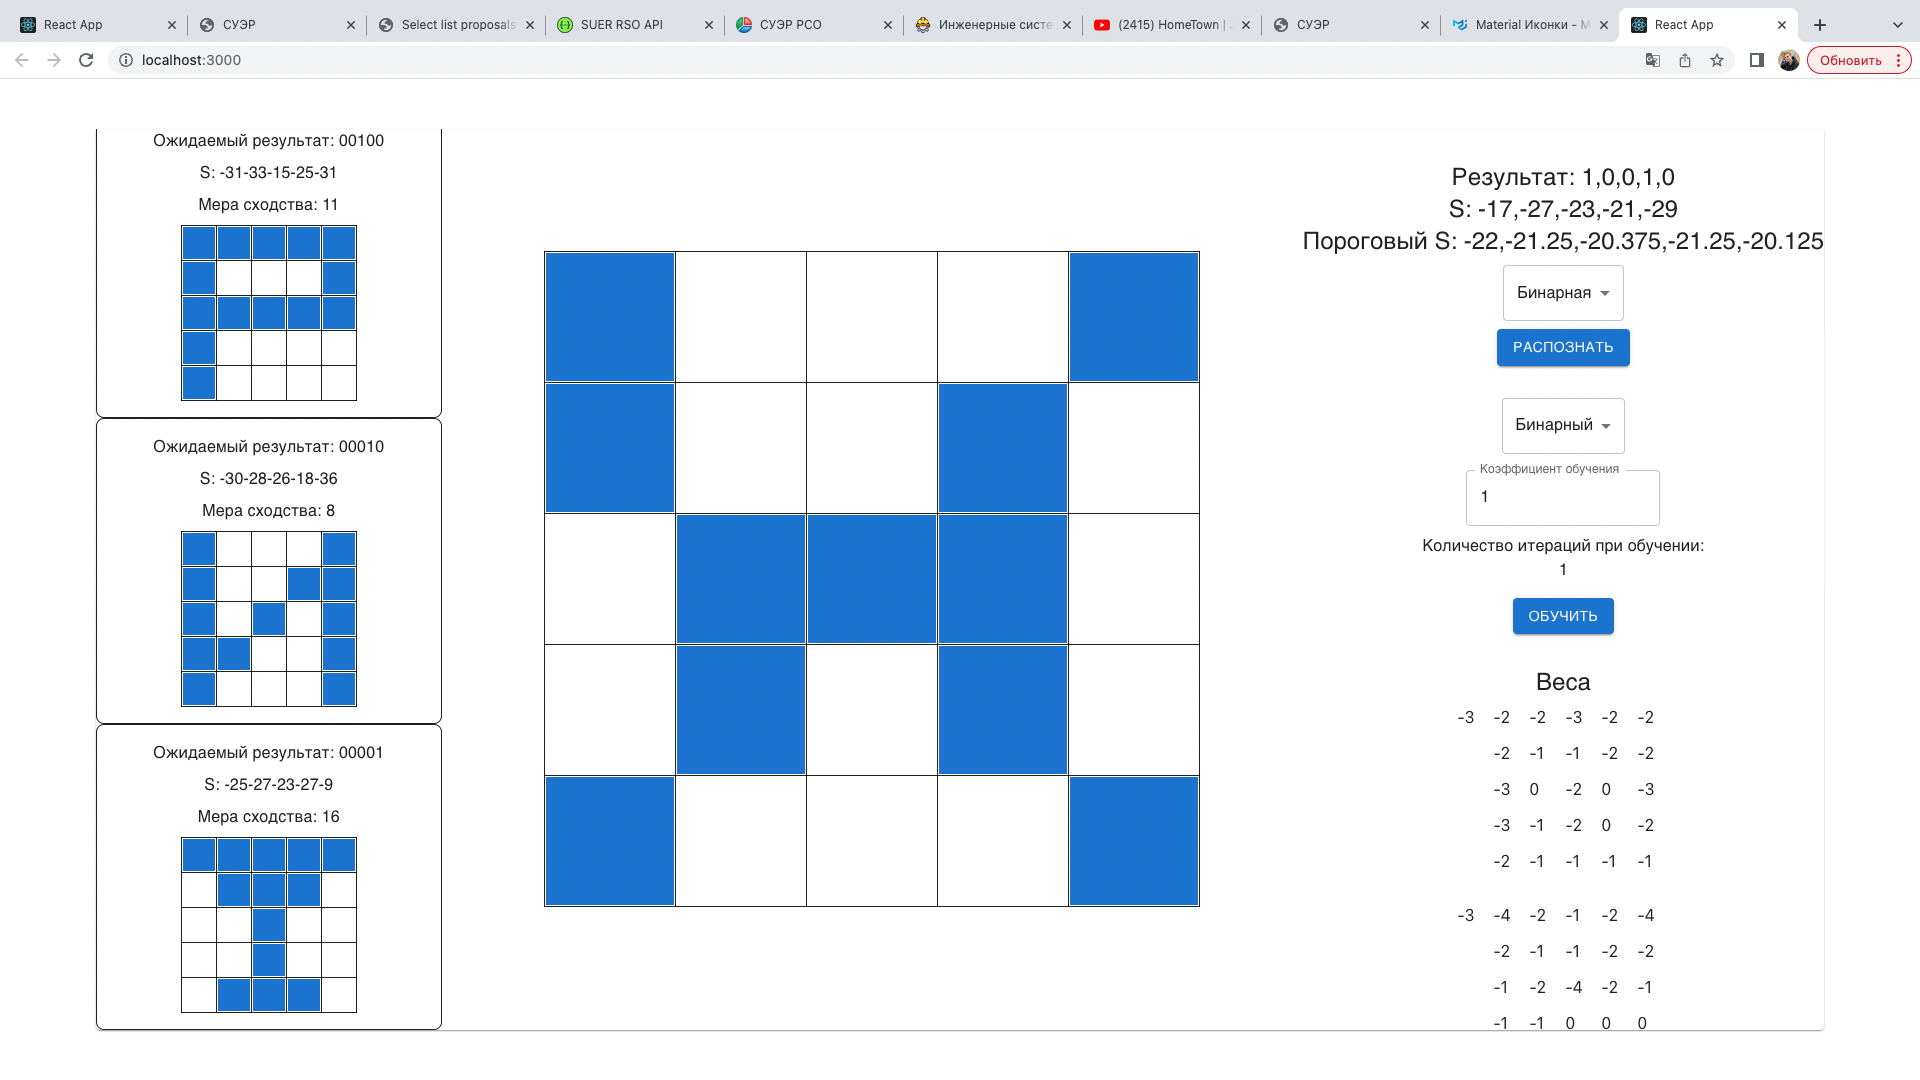 React App
СУЭР
Select list proposals
SUER RSO API
СУЭР РСО
Инженерные систе
(2415) HomeTown |
СУЭР
Material Иконки - M
React App
localhost:3000
Обновить
Ожидаемый результат: 00100
S: -31-33-15-25-31
Мера сходства: 11
Ожидаемый результат: 00010
S: -30-28-26-18-36
Мера сходства: 8
Ожидаемый результат: 00001
S: -25-27-23-27-9
Мера сходства: 16
Результат: 1,0,0,1,0
S: -17,-27,-23,-21,-29
Пороговый S: -22,-21.25,-20.375,-21.25,-20.125
Бинарная
РАСПОЗНАТЬ
Бинарный
Коэффициент обучения
1
Количество итераций при обучении:
1
ОБУЧИТЬ
Веса
-3 -2 -2 -3 -2 -2
-2 -1 -1 -2 -2
-3 0 -2 0 -3
-3 -1 -2 0 -2
-2 -1 -1 -1 -1
-3 -4 -2 -1 -2 -4
-2 -1 -1 -2 -2
-1 -2 -4 -2 -1
-1 -1 0 0 0